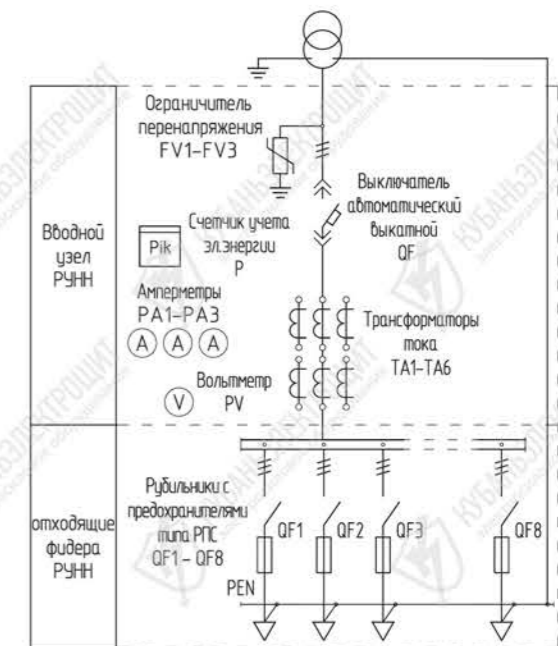 Ограничитель
перенапряжения
FV1-FV3
Выключатель
автоматический
выкатной
QF
Вводной
узел
РУНН
Pik
Счетчик учета
эл.энергии
P
Амперметры
PA1-PA3
A A A
Вольтметр
PV
V
Трансформаторы
тока
TA1-TA6
отходящие
фидера
РУНН
Рубильники с
предохранителями
типа РПС
QF1 - QF8
QF1 QF2 QF3 QF8
PEN
КУБАНЬЭЛЕКТРОЩИТ